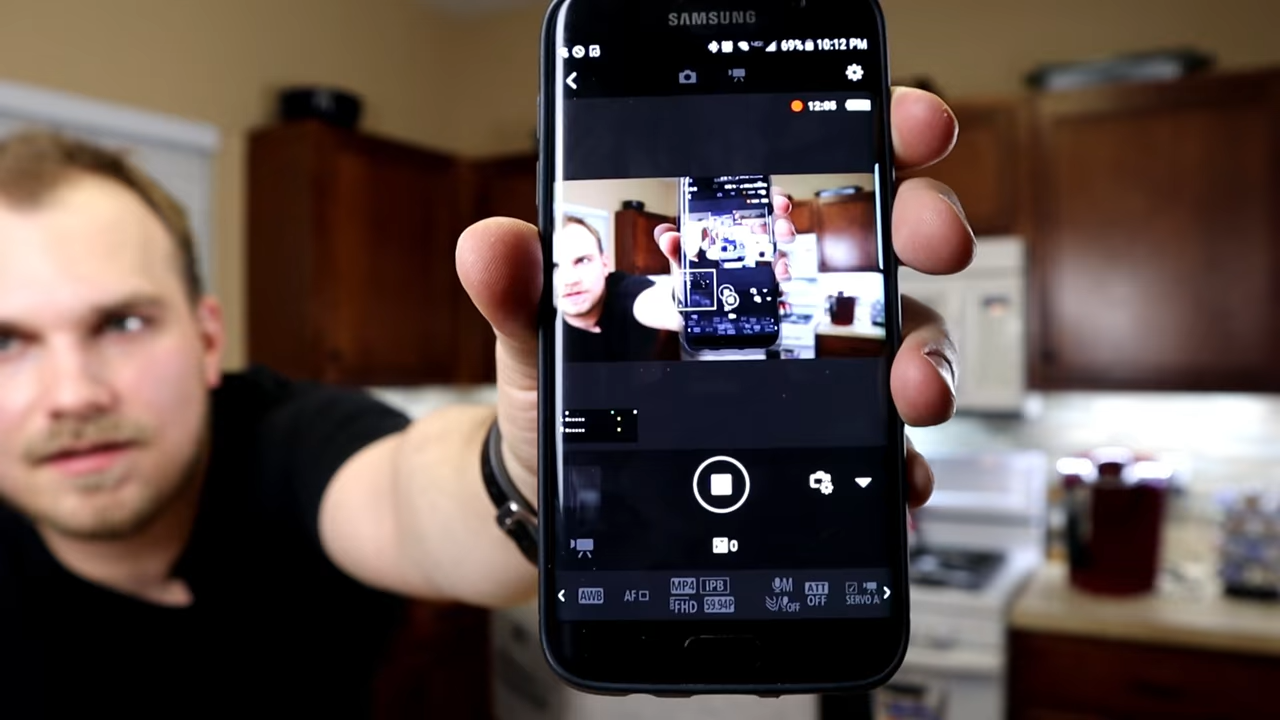 SAMSUNG
69% 10:12 PM
12:05
0
AWB AF MP4 IPB M ATT
FHD 59.94P OFF OFF SERVO A